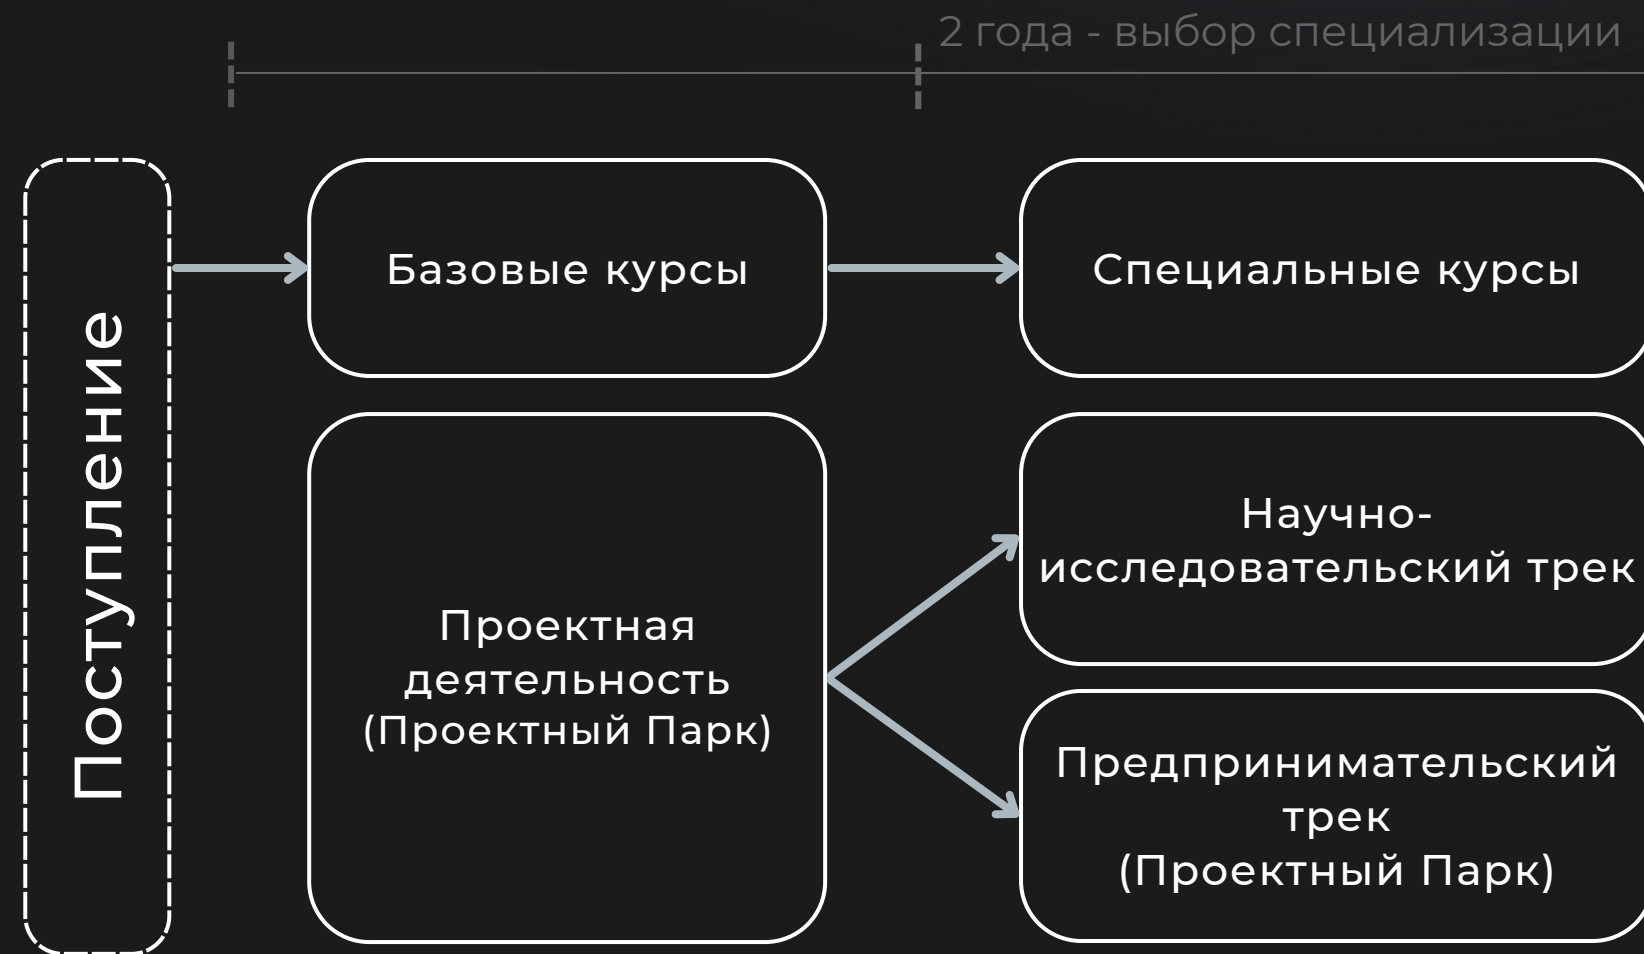 2 года - выбор специализации
Поступление
Базовые курсы
Специальные курсы
Проектная
деятельность
(Проектный Парк)
Научно-
исследовательский трек
Предпринимательский
трек
(Проектный Парк)